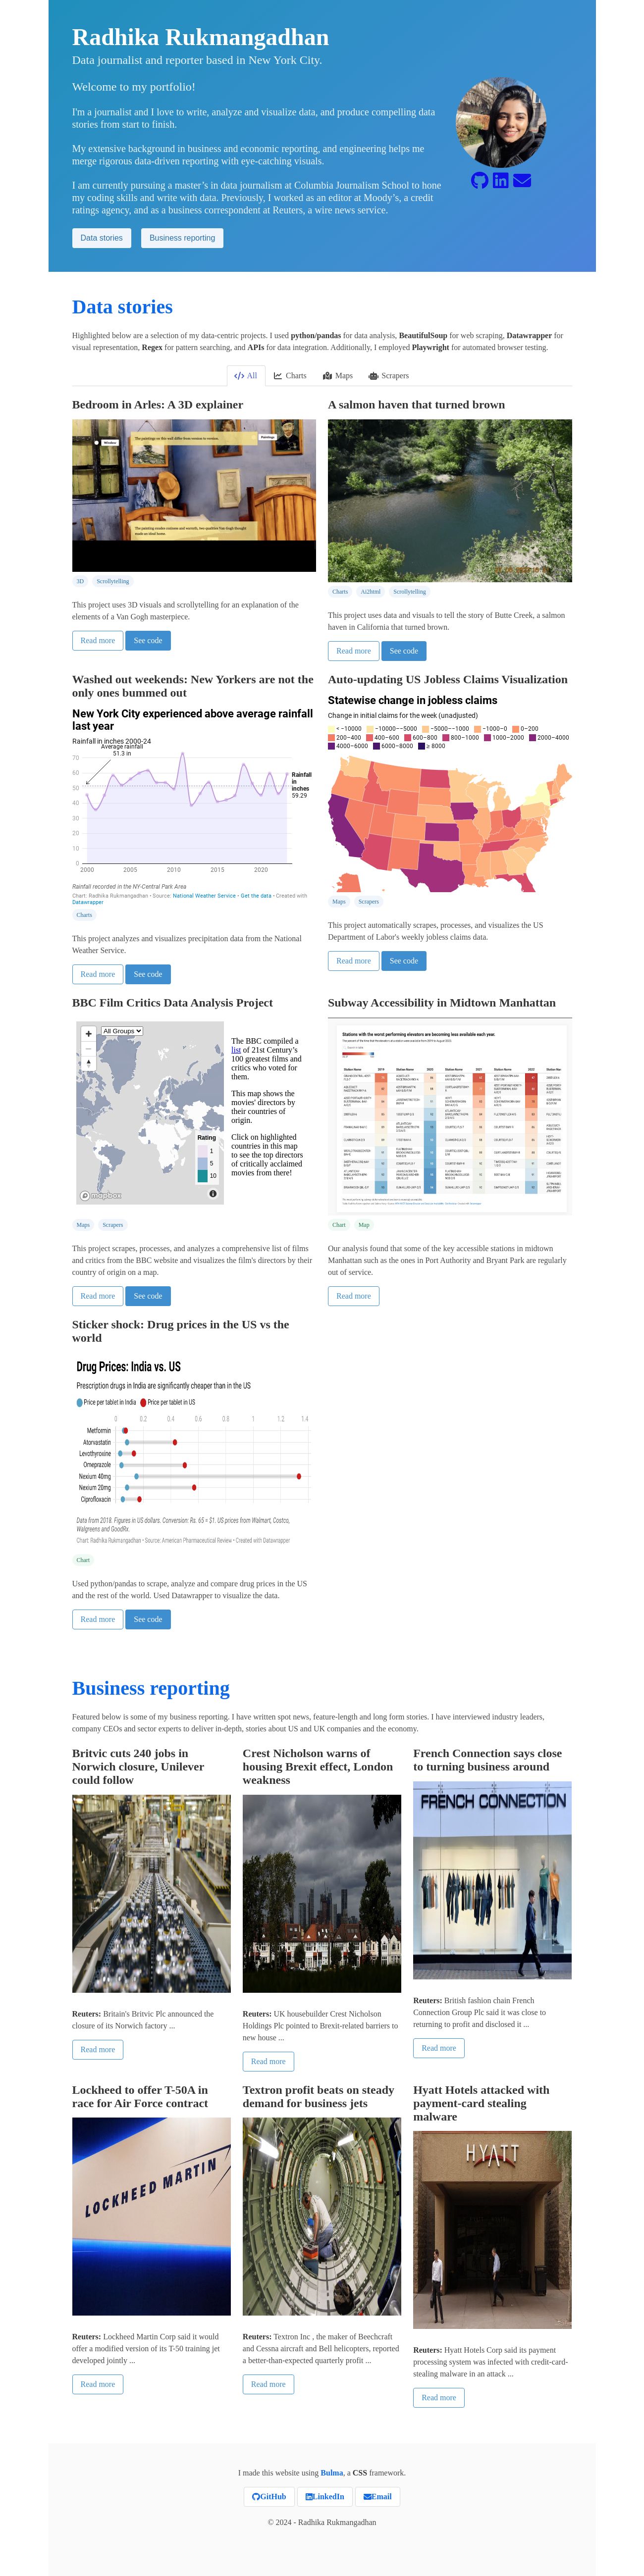 Radhika Rukmangadhan
Data journalist and reporter based in New York City.
Welcome to my portfolio!
I'm a journalist and I love to write, analyze and visualize data, and produce compelling data
stories from start to finish.
My extensive background in business and economic reporting, and engineering helps me
merge rigorous data-driven reporting with eye-catching visuals.
I am currently pursuing a master's in data journalism at Columbia Journalism School to hone
my coding skills and write with data. Previously, I worked as an editor at Moody's, a credit
ratings agency, and as a business correspondent at Reuters, a wire news service.
Data stories
Business reporting
Data stories
Highlighted below are a selection of my data-centric projects. I used python/pandas for data analysis, BeautifulSoup for web scraping, Datawrapper for
visual representation, Regex for pattern searching, and APIs for data integration. Additionally, I employed Playwright for automated browser testing.
All
Charts
Maps
Scrapers
Bedroom in Arles: A 3D explainer
3D
Scrollytelling
This project uses 3D visuals and scrollytelling for an explanation of the
elements of a Van Gogh masterpiece.
Read more
See code
A salmon haven that turned brown
Charts
Ai2html
Scrollytelling
This project uses data and visuals to tell the story of Butte Creek, a salmon
haven in California that turned brown.
Read more
See code
Washed out weekends: New Yorkers are not the
only ones bummed out
New York City experienced above average rainfall
last year
Rainfall in inches 2000-24
Average rainfall
51.3 in
70
60
50
40
30
20
10
0
2000
2005
2010
2015
2020
Rainfall
in
inches
59.29
Rainfall recorded in the NY-Central Park Area
Chart: Radhika Rukmangadhan • Source: National Weather Service • Get the data • Created with
Datawrapper
Charts
This project analyzes and visualizes precipitation data from the National
Weather Service.
Read more
See code
Auto-updating US Jobless Claims Visualization
Statewise change in jobless claims
Change in initial claims for the week (unadjusted)
< −10000
−10000–−5000
−5000–−1000
−1000–0
0–200
200–400
400–600
600–800
800–1000
1000–2000
2000–4000
4000–6000
6000–8000
≥ 8000
Maps
Scrapers
This project automatically scrapes, processes, and visualizes the US
Department of Labor's weekly jobless claims data.
Read more
See code
BBC Film Critics Data Analysis Project
All Groups
Rating
1
5
10
mapbox
The BBC compiled a
list of 21st Century's
100 greatest films and
critics who voted for
them.
This map shows the
movies' directors by
their countries of
origin.
Click on highlighted
countries in this map
to see the top directors
of critically acclaimed
movies from there!
Maps
Scrapers
This project scrapes, processes, and analyzes a comprehensive list of films
and critics from the BBC website and visualizes the film's directors by their
country of origin on a map.
Read more
See code
Subway Accessibility in Midtown Manhattan
Stations with the worst performing elevators are becoming less available each year.
Chart
Map
Our analysis found that some of the key accessible stations in midtown
Manhattan such as the ones in Port Authority and Bryant Park are regularly
out of service.
Read more
Sticker shock: Drug prices in the US vs the
world
Drug Prices: India vs. US
Prescription drugs in India are significantly cheaper than in the US
Price per tablet in India
Price per tablet in US
0
0.2
0.4
0.6
0.8
1
1.2
1.4
Metformin
Atorvastatin
Levothyroxine
Omeprazole
Nexium 40mg
Nexium 20mg
Ciprofloxacin
Data from 2018. Figures in US dollars. Conversion: Rs. 65 = $1. US prices from Walmart, Costco,
Walgreens and GoodRx.
Chart: Radhika Rukmangadhan • Source: American Pharmaceutical Review • Created with Datawrapper
Chart
Used python/pandas to scrape, analyze and compare drug prices in the US
and the rest of the world. Used Datawrapper to visualize the data.
Read more
See code
Business reporting
Featured below is some of my business reporting. I have written spot news, feature-length and long form stories. I have interviewed industry leaders,
company CEOs and sector experts to deliver in-depth, stories about US and UK companies and the economy.
Britvic cuts 240 jobs in
Norwich closure, Unilever
could follow
Reuters: Britain's Britvic Plc announced the
closure of its Norwich factory ...
Read more
Crest Nicholson warns of
housing Brexit effect, London
weakness
Reuters: UK housebuilder Crest Nicholson
Holdings Plc pointed to Brexit-related barriers to
new house ...
Read more
French Connection says close
to turning business around
FRENCH CONNECTION
Reuters: British fashion chain French
Connection Group Plc said it was close to
returning to profit and disclosed it ...
Read more
Lockheed to offer T-50A in
race for Air Force contract
LOCKHEED MARTIN
Reuters: Lockheed Martin Corp said it would
offer a modified version of its T-50 training jet
developed jointly ...
Read more
Textron profit beats on steady
demand for business jets
Reuters: Textron Inc , the maker of Beechcraft
and Cessna aircraft and Bell helicopters, reported
a better-than-expected quarterly profit ...
Read more
Hyatt Hotels attacked with
payment-card stealing
malware
HYATT
Reuters: Hyatt Hotels Corp said its payment
processing system was infected with credit-card-
stealing malware in an attack ...
Read more
I made this website using Bulma, a CSS framework.
GitHub
LinkedIn
Email
© 2024 - Radhika Rukmangadhan